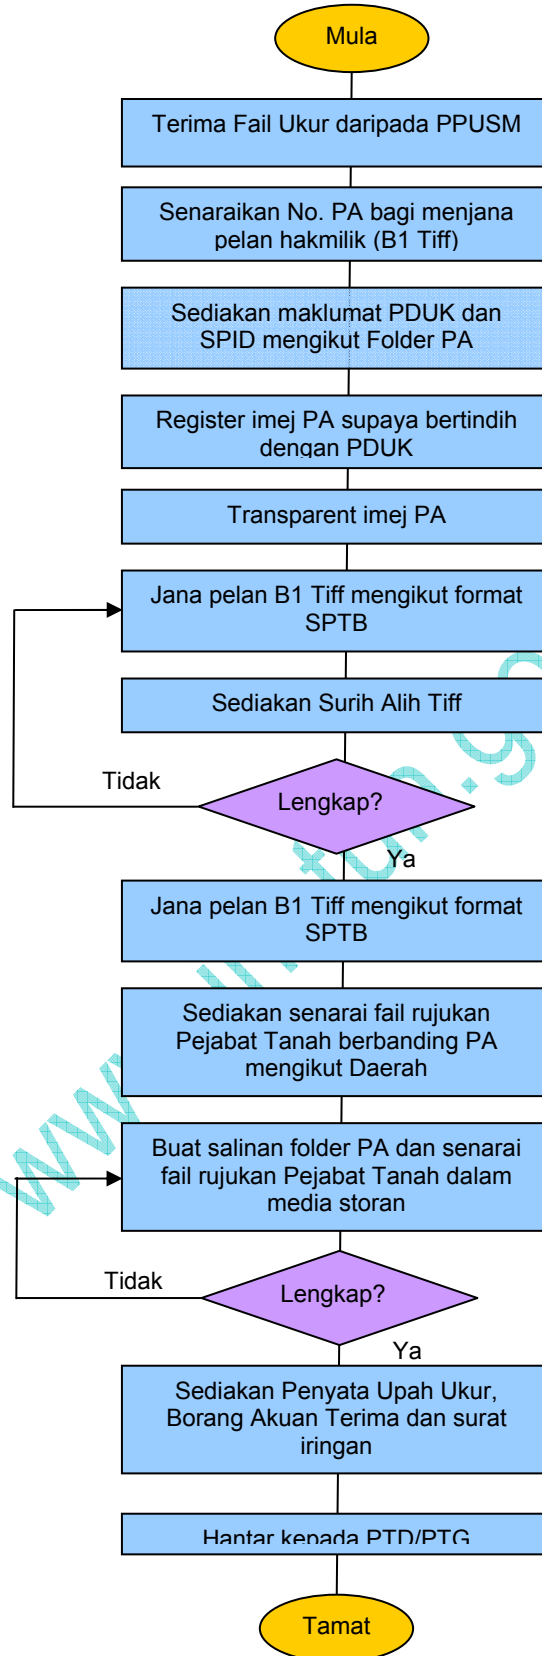 Mula
Terima Fail Ukur daripada PPUSM
Senaraikan No. PA bagi menjana
pelan hakmilik (B1 Tiff)
Sediakan maklumat PDUK dan
SPID mengikut Folder PA
Register imej PA supaya bertindih
dengan PDUK
Transparent imej PA
Jana pelan B1 Tiff mengikut format
SPTB
Sediakan Surih Alih Tiff
Tidak
Lengkap?
Ya
Jana pelan B1 Tiff mengikut format
SPTB
Sediakan senarai fail rujukan
Pejabat Tanah berbanding PA
mengikut Daerah
Buat salinan folder PA dan senarai
fail rujukan Pejabat Tanah dalam
media storan
Tidak
Lengkap?
Ya
Sediakan Penyata Upah Ukur,
Borang Akuan Terima dan surat
iringan
Hantar kepada PTD/PTG
Tamat